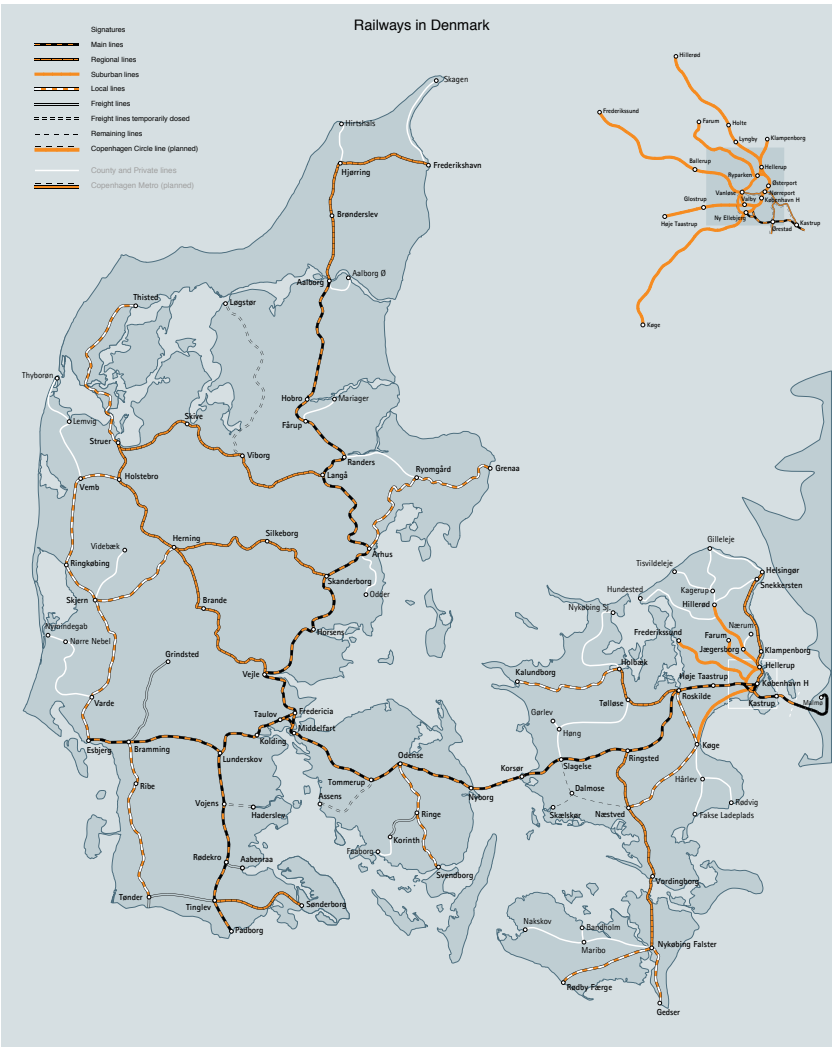 Railways in Denmark
Signatures
Main lines
Regional lines
Suburban lines
Local lines
Freight lines
Freight lines temporarily dosed
Remaining lines
Copenhagen Circle line (planned)
County and Private lines
Copenhagen Metro (planned)
Hillerød
Frederikssund
Farum
Holte
Lyngby
Klampenborg
Ballerup
Hellerup
Ryparken
Østerport
Vanløse
Nørreport
Valby
København H
Glostrup
Ny Ellebjerg
Høje Taastrup
Ørestad
Kastrup
Køge
Skagen
Hirtshals
Hjørring
Frederikshavn
Brønderslev
Aalborg Ø
Aalborg
Thisted
Løgstør
Thyborøn
Hobro
Mariager
Lemvig
Skive
Fårup
Struer
Viborg
Randers
Ryomgård
Grenaa
Langå
Holstebro
Vemb
Videbæk
Herning
Silkeborg
Århus
Ringkøbing
Skanderborg
Odder
Skjern
Brande
Nymindegab
Nørre Nebel
Horsens
Grindsted
Vejle
Varde
Fredericia
Taulov
Middelfart
Kolding
Esbjerg
Bramming
Lunderskov
Odense
Tommerup
Ribe
Assens
Nyborg
Vojens
Haderslev
Ringe
Korinth
Faaborg
Rødekro
Aabenraa
Svendborg
Tønder
Tinglev
Sønderborg
Padborg
Gilleleje
Tisvildeleje
Helsingør
Snekkersten
Hundested
Kagerup
Nykøbing Sj
Hillerød
Nærum
Frederikssund
Farum
Jægersborg
Klampenborg
Hellerup
Holbæk
Kalundborg
Høje Taastrup
København H
Roskilde
Tølløse
Kastrup
Malmø
Gørlev
Høng
Køge
Korsør
Slagelse
Ringsted
Hårlev
Dalmose
Rødvig
Skælskør
Næstved
Fakse Ladeplads
Vordingborg
Nakskov
Bandholm
Maribo
Nykøbing Falster
Rødby Færge
Gedser